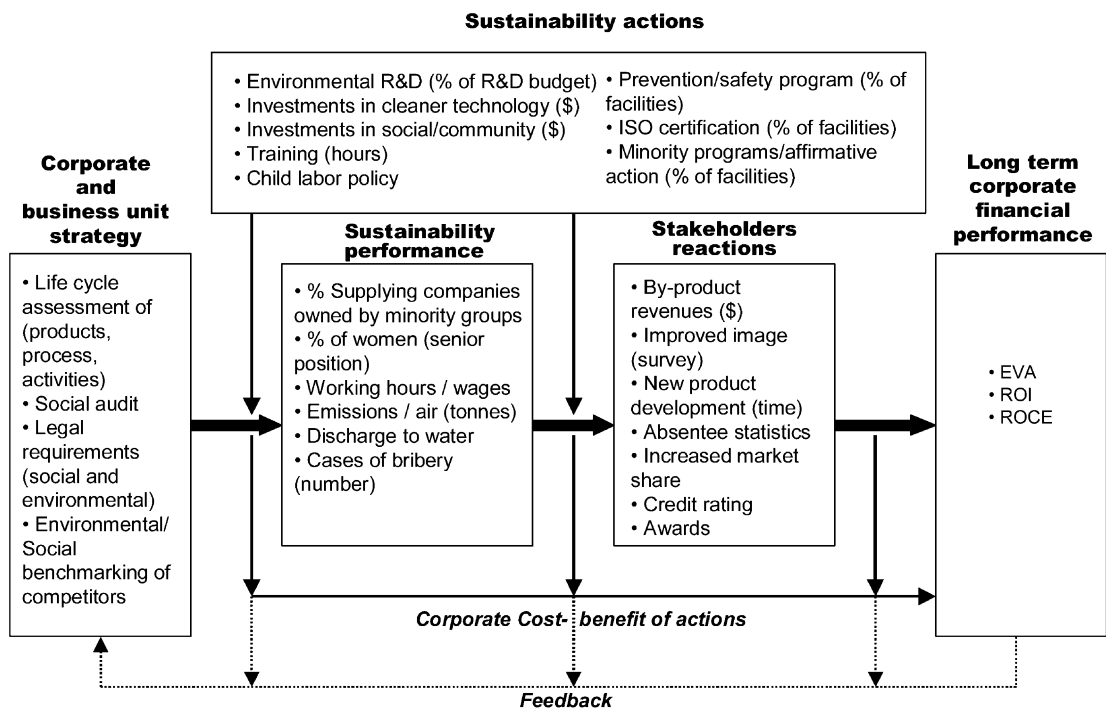 Sustainability actions
• Environmental R&D (% of R&D budget)
• Investments in cleaner technology ($)
• Investments in social/community ($)
• Training (hours)
• Child labor policy
• Prevention/safety program (% of
facilities)
• ISO certification (% of facilities)
• Minority programs/affirmative
action (% of facilities)
Corporate
and
business unit
strategy
• Life cycle
assessment of
(products,
process,
activities)
• Social audit
• Legal
requirements
(social and
environmental)
• Environmental/
Social
benchmarking of
competitors
Sustainability
performance
• % Supplying companies
owned by minority groups
• % of women (senior
position)
• Working hours / wages
• Emissions / air (tonnes)
• Discharge to water
• Cases of bribery
(number)
Stakeholders
reactions
• By-product
revenues ($)
• Improved image
(survey)
• New product
development (time)
• Absentee statistics
• Increased market
share
• Credit rating
• Awards
Long term
corporate
financial
performance
• EVA
• ROI
• ROCE
Corporate Cost- benefit of actions
Feedback